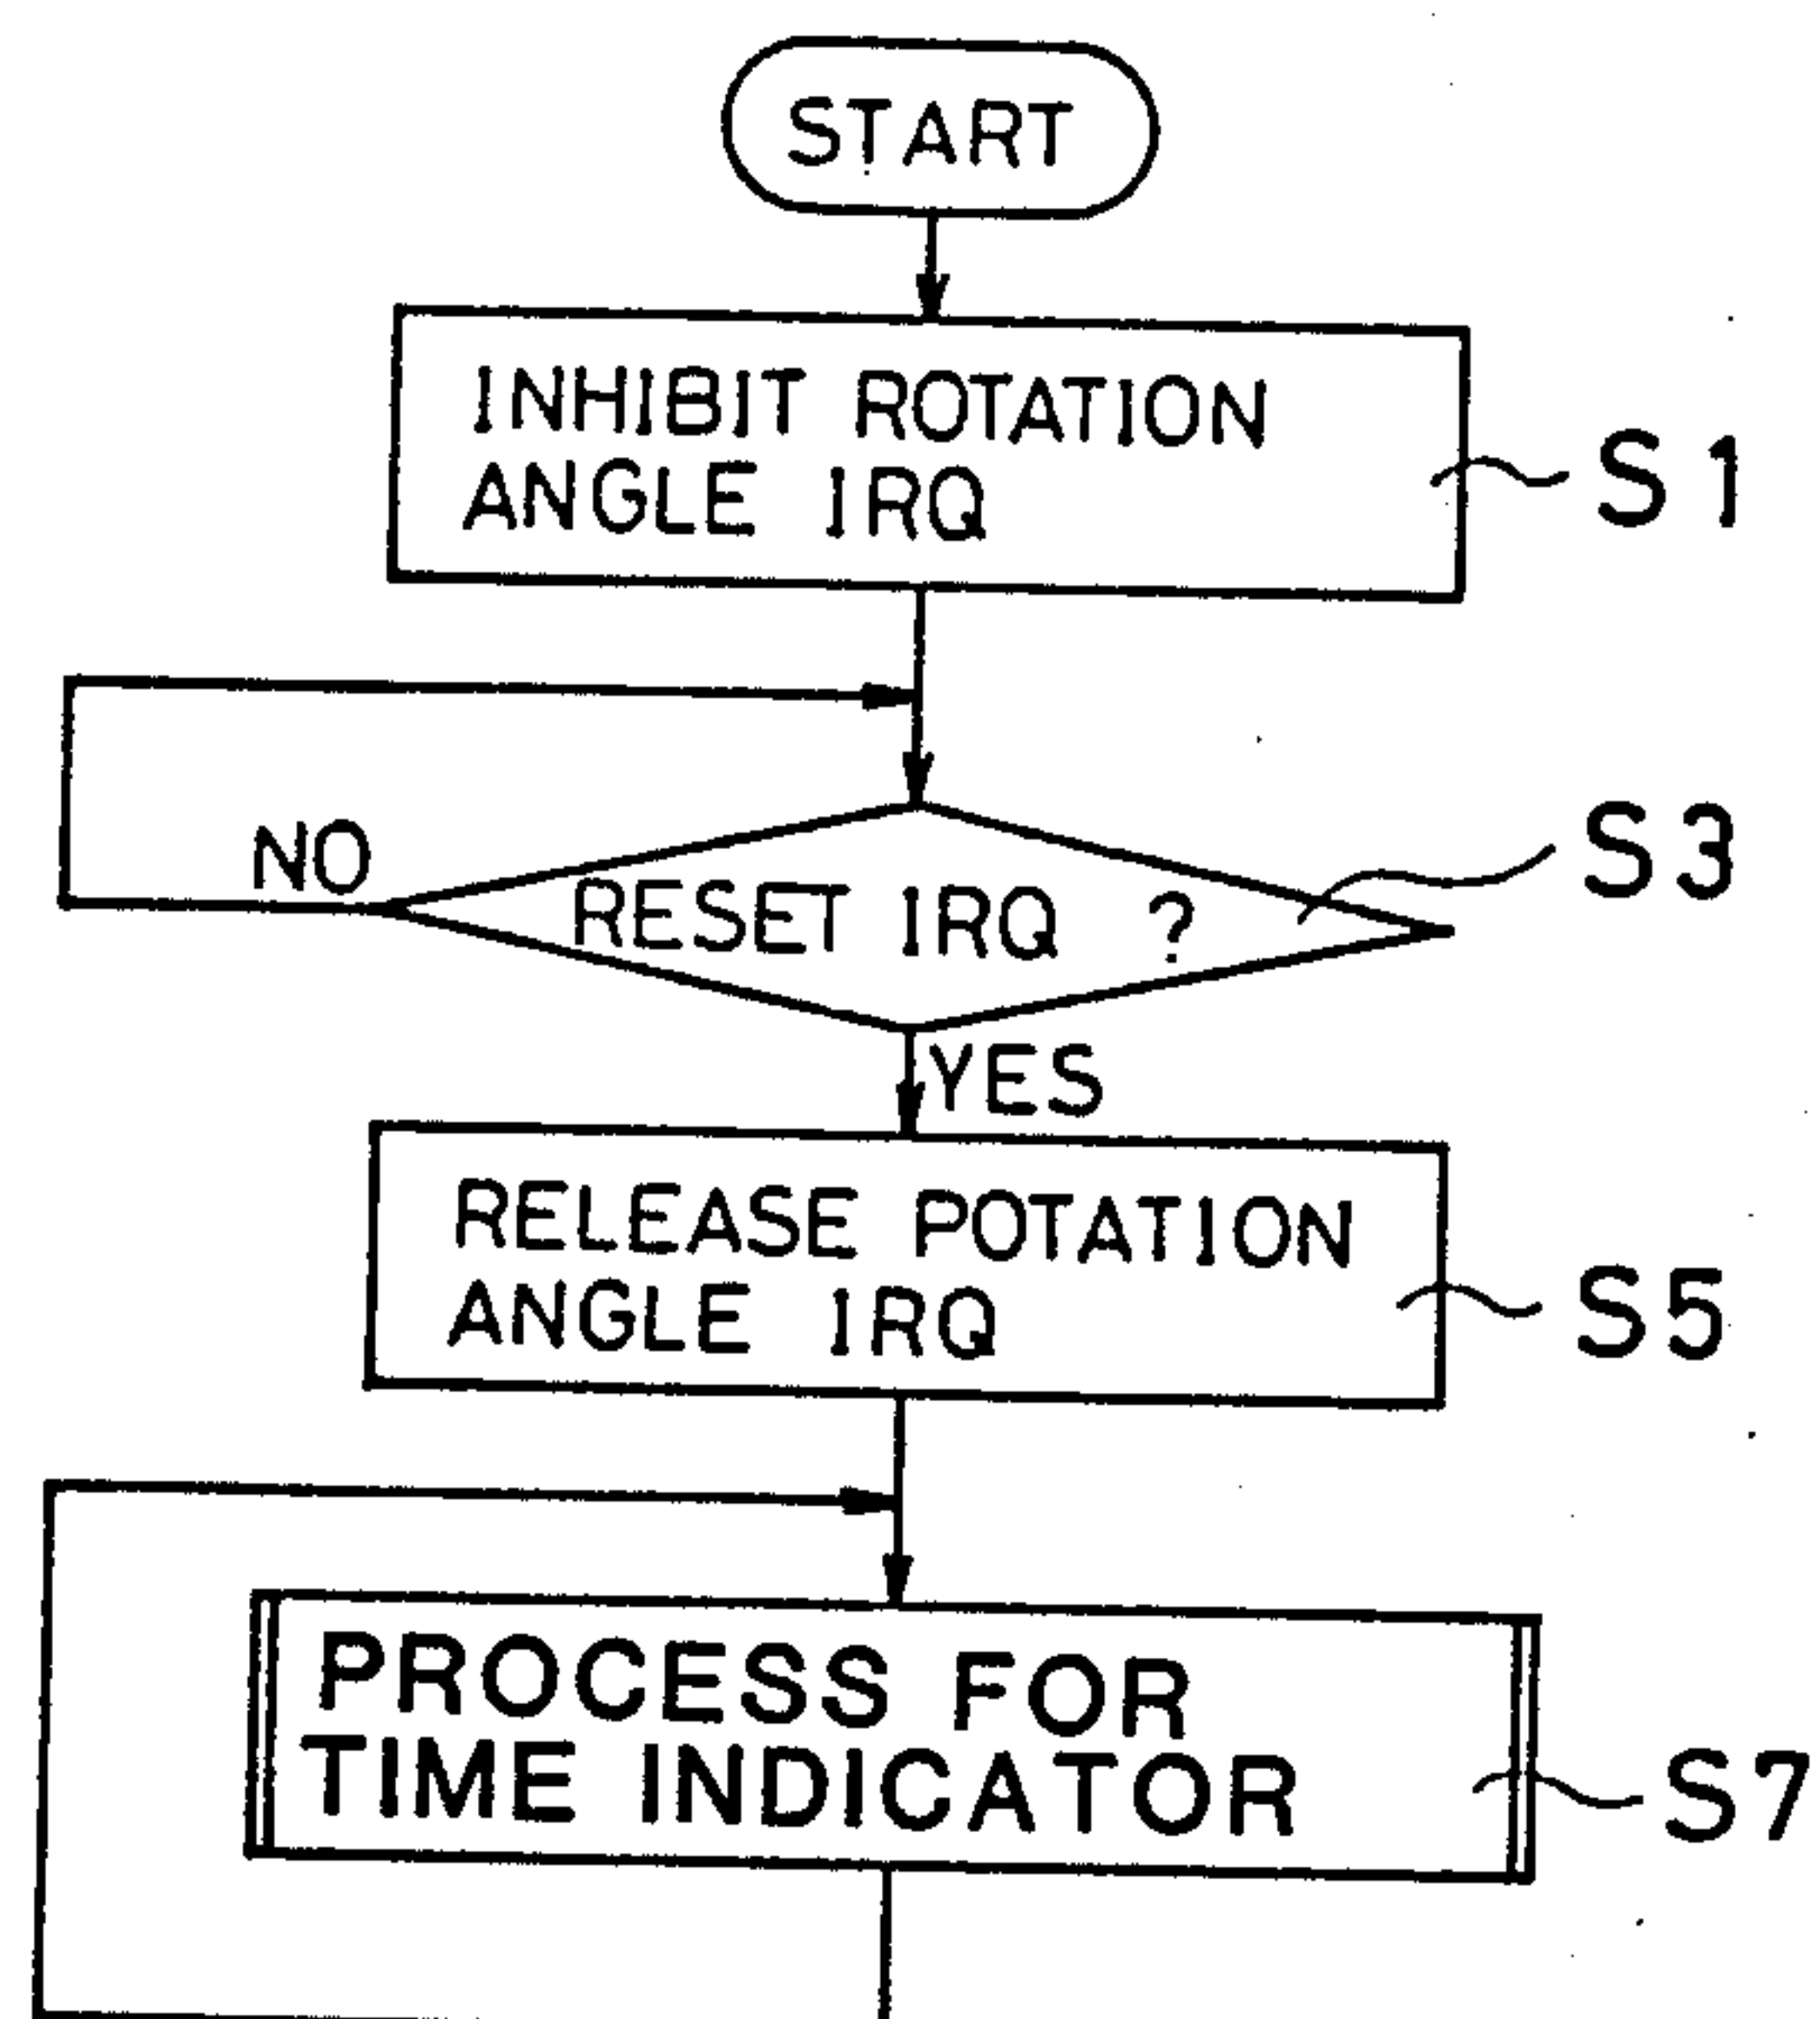 START
INHIBIT ROTATION
ANGLE IRQ
S1
NO
RESET IRQ ?
S3
YES
RELEASE POTATION
ANGLE IRQ
S5
PROCESS FOR
TIME INDICATOR
S7